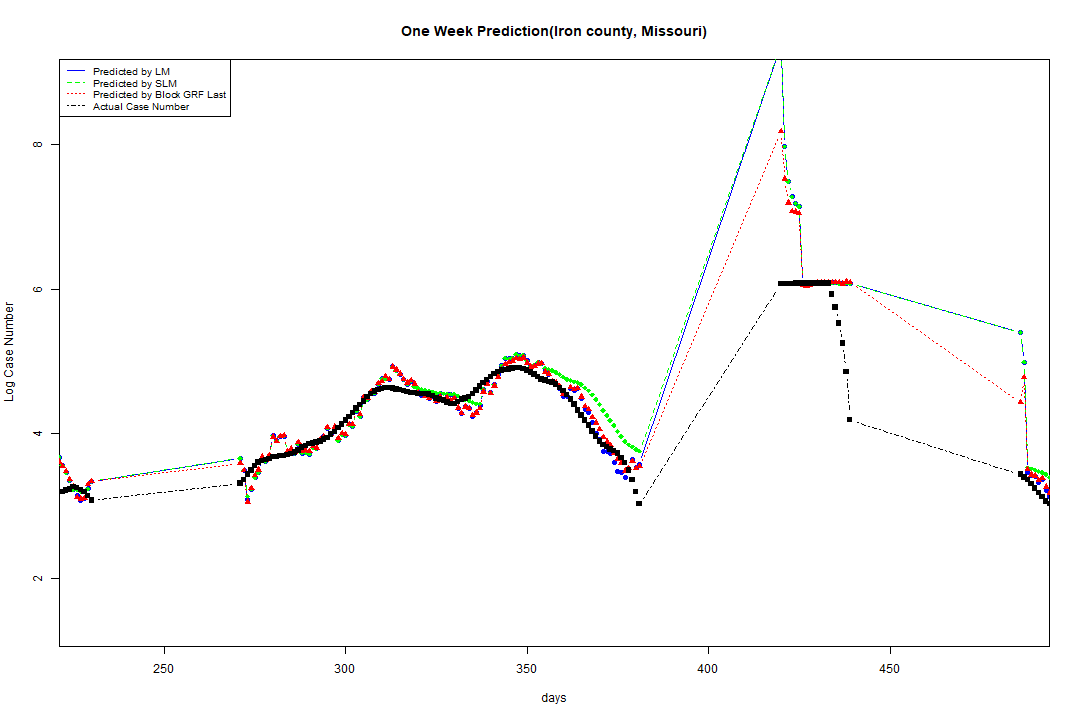 One Week Prediction(Iron county, Missouri)
Predicted by LM
Predicted by SLM
Predicted by Block GRF Last
Actual Case Number
8
6
4
2
Log Case Number
250
300
350
400
450
days